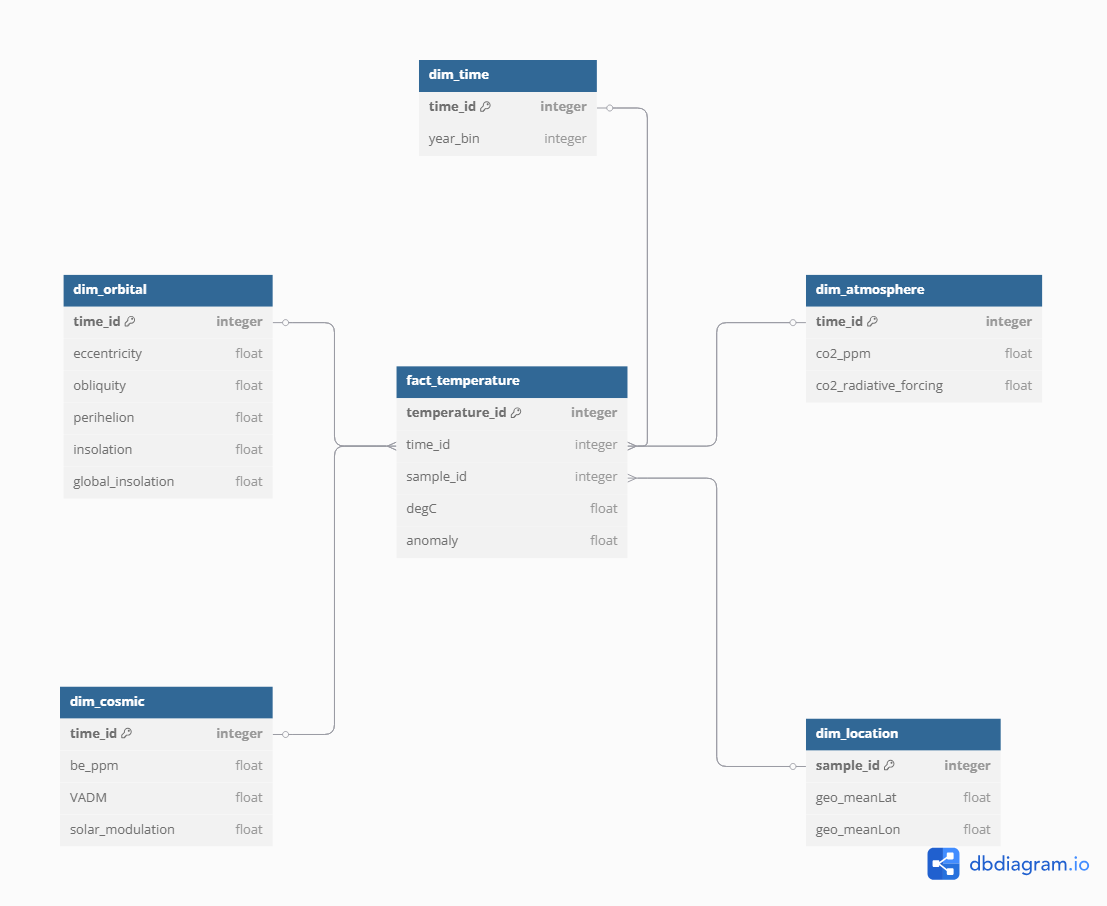 dim_time
time_id integer
year_bin integer
dim_orbital
time_id integer
eccentricity float
obliquity float
perihelion float
insolation float
global_insolation float
dim_atmosphere
time_id integer
co2_ppm float
co2_radiative_forcing float
fact_temperature
temperature_id integer
time_id integer
sample_id integer
degC float
anomaly float
dim_cosmic
time_id integer
be_ppm float
VADM float
solar_modulation float
dim_location
sample_id integer
geo_meanLat float
geo_meanLon float
dbdiagram.io